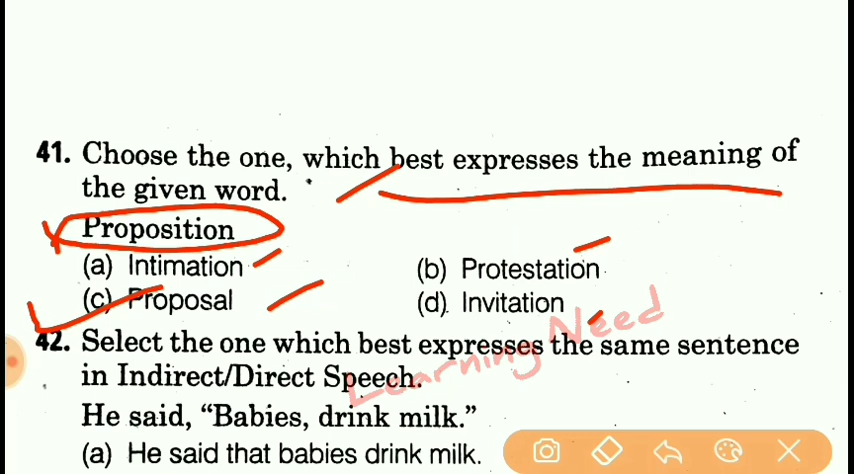 41. Choose the one, which best expresses the meaning of
the given word.
Proposition
(a) Intimation
(b) Protestation
(c) Proposal
(d) Invitation
42. Select the one which best expresses the same sentence
in Indirect/Direct Speech.
He said, “Babies, drink milk.”
(a) He said that babies drink milk.
Learning Need